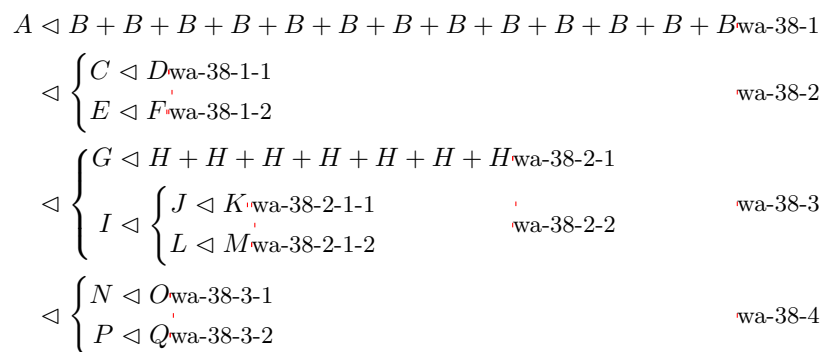 A ◁ B + B + B + B + B + B + B + B + B + B + B + B + B wa-38-1
C ◁ D wa-38-1-1
◁ { wa-38-2
E ◁ F wa-38-1-2
G ◁ H + H + H + H + H + H + H wa-38-2-1
J ◁ K wa-38-2-1-1
◁ { wa-38-3
I ◁ { wa-38-2-2
L ◁ M wa-38-2-1-2
N ◁ O wa-38-3-1
◁ { wa-38-4
P ◁ Q wa-38-3-2